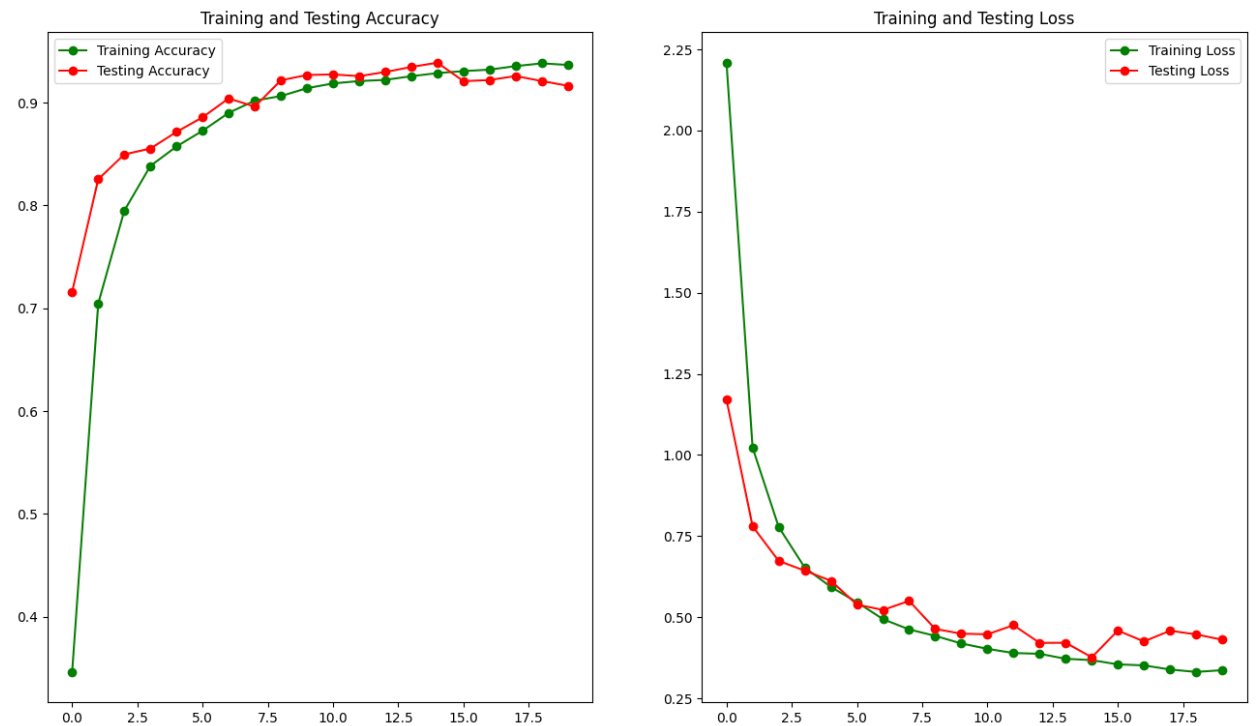 Training and Testing Accuracy
Training Accuracy
Testing Accuracy
0.9
0.8
0.7
0.6
0.5
0.4
0.0 2.5 5.0 7.5 10.0 12.5 15.0 17.5
Training and Testing Loss
Training Loss
Testing Loss
2.25
2.00
1.75
1.50
1.25
1.00
0.75
0.50
0.25
0.0 2.5 5.0 7.5 10.0 12.5 15.0 17.5